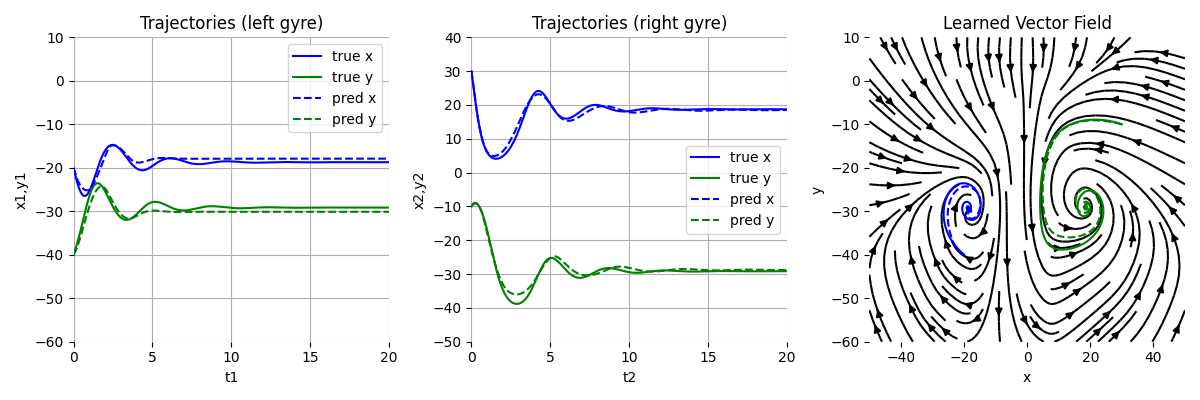 Trajectories (left gyre)
10
0
−10
−20
−30
−40
−50
−60
x1,y1
0
5
10
15
20
t1
true x
true y
pred x
pred y
Trajectories (right gyre)
40
30
20
10
0
−10
−20
−30
−40
−50
x2,y2
0
5
10
15
20
t2
true x
true y
pred x
pred y
Learned Vector Field
10
0
−10
−20
−30
−40
−50
−60
y
−40
−20
0
20
40
x